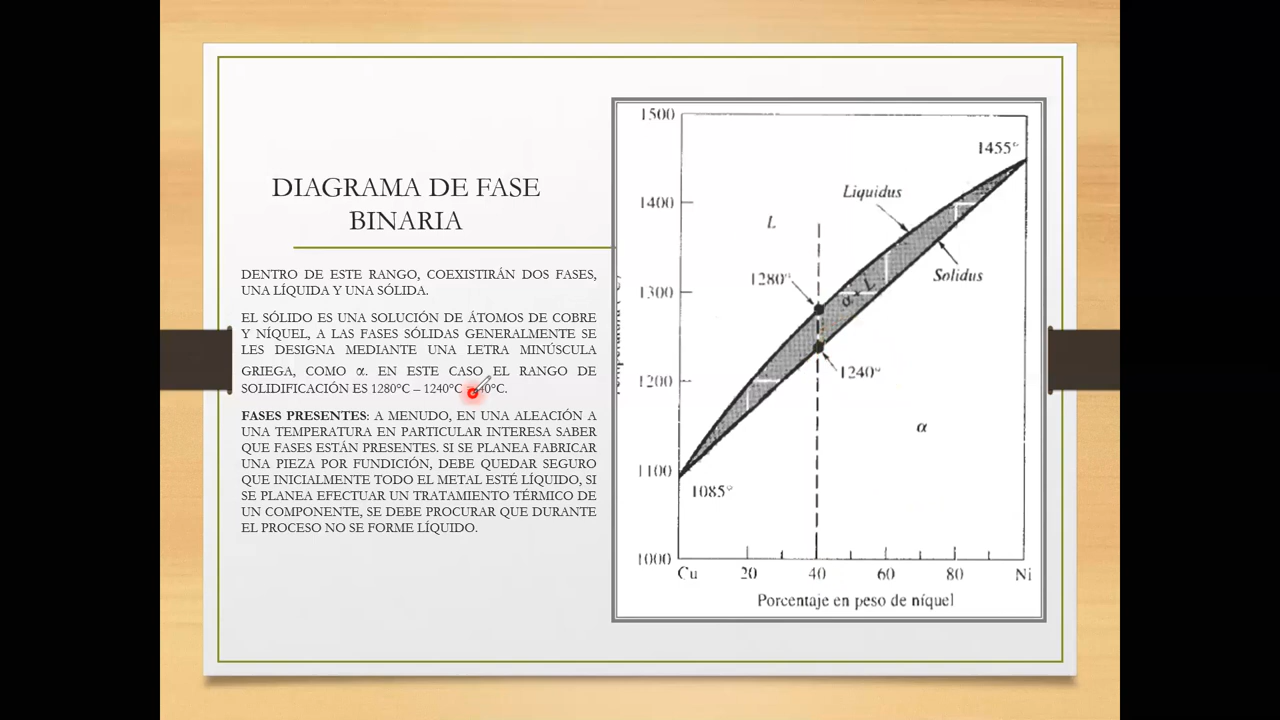 DIAGRAMA DE FASE
BINARIA
DENTRO DE ESTE RANGO, COEXISTIRÁN DOS FASES,
UNA LÍQUIDA Y UNA SÓLIDA.
EL SÓLIDO ES UNA SOLUCIÓN DE ÁTOMOS DE COBRE
Y NÍQUEL, A LAS FASES SÓLIDAS GENERALMENTE SE
LES DESIGNA MEDIANTE UNA LETRA MINÚSCULA
GRIEGA, COMO α. EN ESTE CASO EL RANGO DE
SOLIDIFICACIÓN ES 1280°C – 1240°C
FASES PRESENTES: A MENUDO, EN UNA ALEACIÓN A
UNA TEMPERATURA EN PARTICULAR INTERESA SABER
QUE FASES ESTÁN PRESENTES. SI SE PLANEA FABRICAR
UNA PIEZA POR FUNDICIÓN, DEBE QUEDAR SEGURO
QUE INICIALMENTE TODO EL METAL ESTÉ LÍQUIDO, SI
SE PLANEA EFECTUAR UN TRATAMIENTO TÉRMICO DE
UN COMPONENTE, SE DEBE PROCURAR QUE DURANTE
EL PROCESO NO SE FORME LÍQUIDO.
1500
1455°
Liquidus
1400
L
Solidus
1280°
1300
α + L
1240°
1200
α
1100
1085°
1000
Cu 20 40 60 80 Ni
Porcentaje en peso de níquel